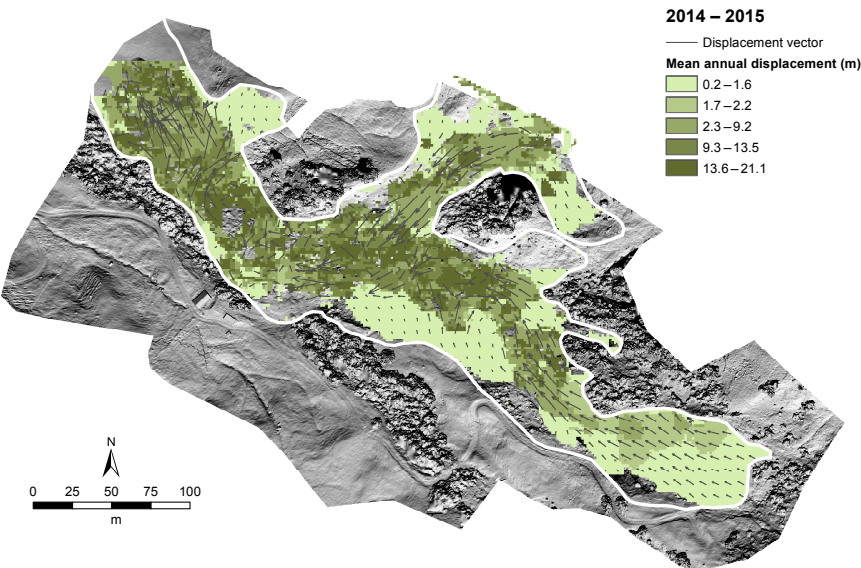 2014 – 2015
Displacement vector
Mean annual displacement (m)
0.2 – 1.6
1.7 – 2.2
2.3 – 9.2
9.3 – 13.5
13.6 – 21.1
N
0 25 50 75 100
m